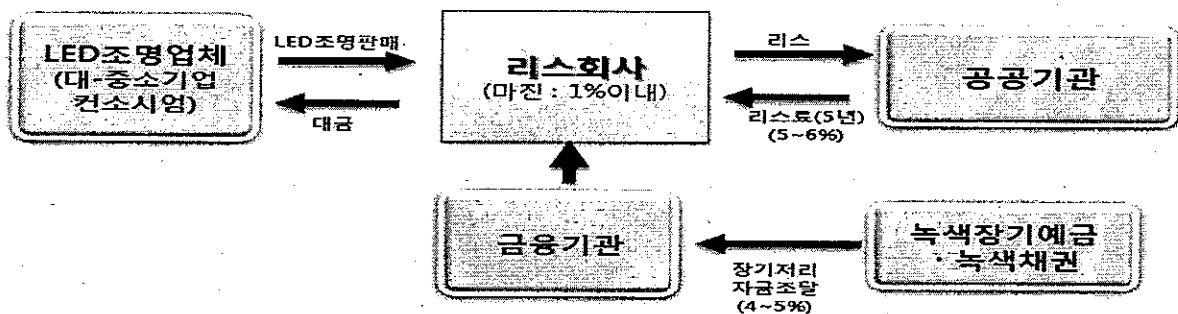 LED조명업체
(대·중소기업
컨소시엄)
LED조명판매
대금
리스회사
(마진 : 1%이내)
리스
리스료(5년)
(5~6%)
공공기관
금융기관
장기저리
자금조달
(4~5%)
녹색장기예금
·녹색채권